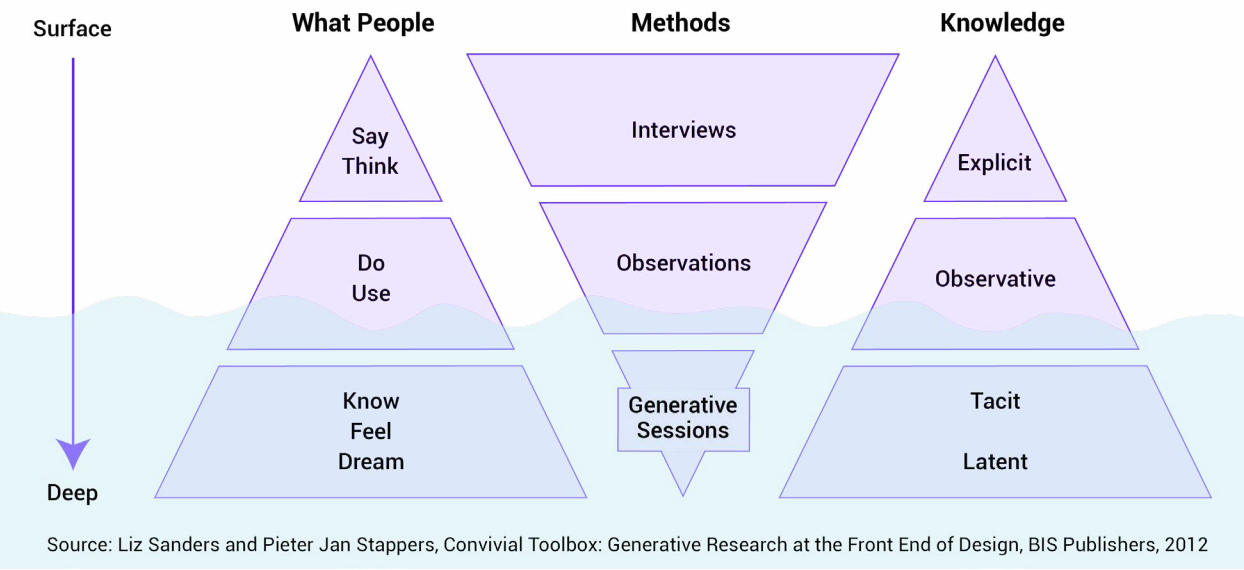 Surface
What People
Methods
Knowledge
Say
Think
Interviews
Explicit
Do
Use
Observations
Observative
Know
Feel
Dream
Generative
Sessions
Tacit
Latent
Deep
Source: Liz Sanders and Pieter Jan Stappers, Convivial Toolbox: Generative Research at the Front End of Design, BIS Publishers, 2012